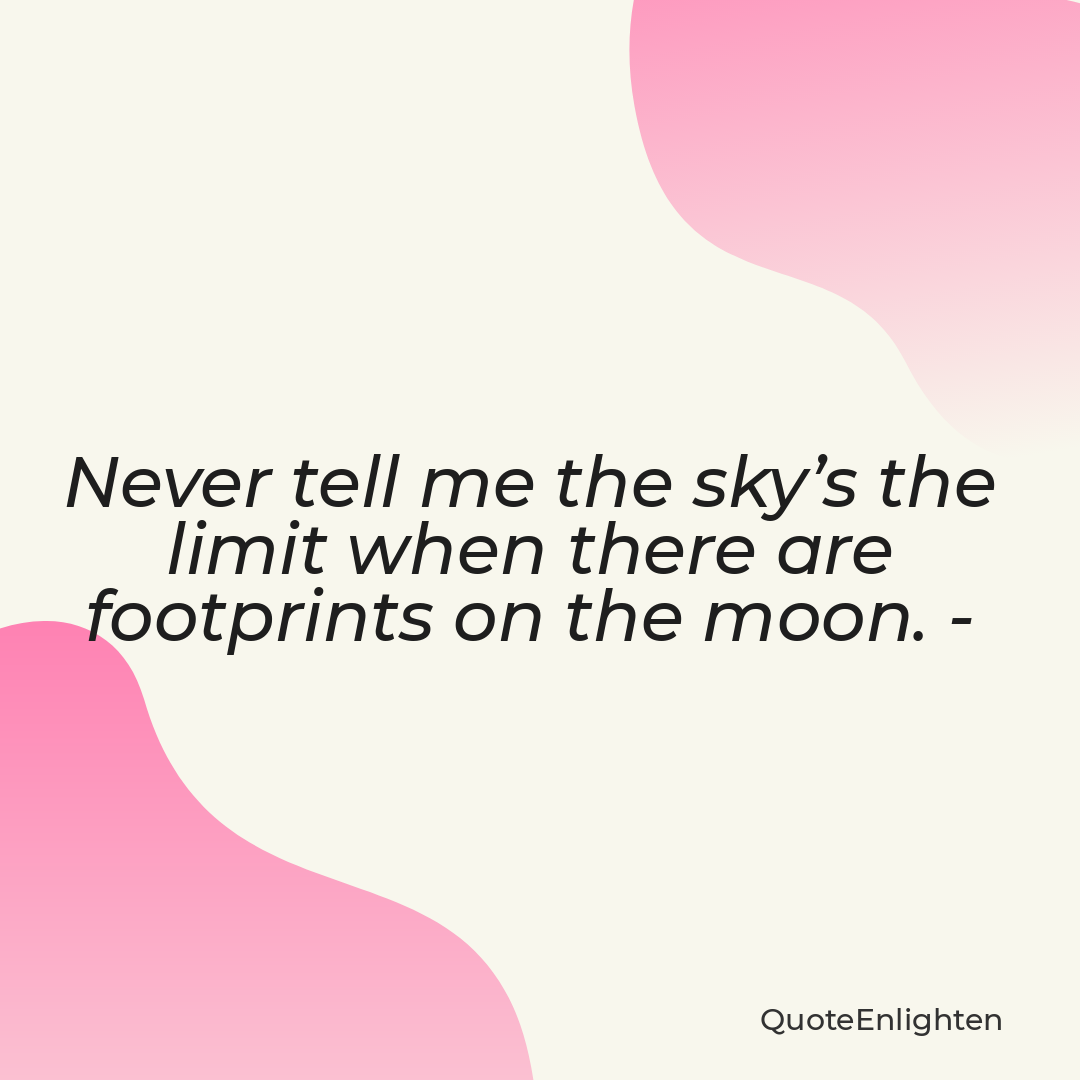 Never tell me the sky’s the
limit when there are
footprints on the moon. -
QuoteEnlighten